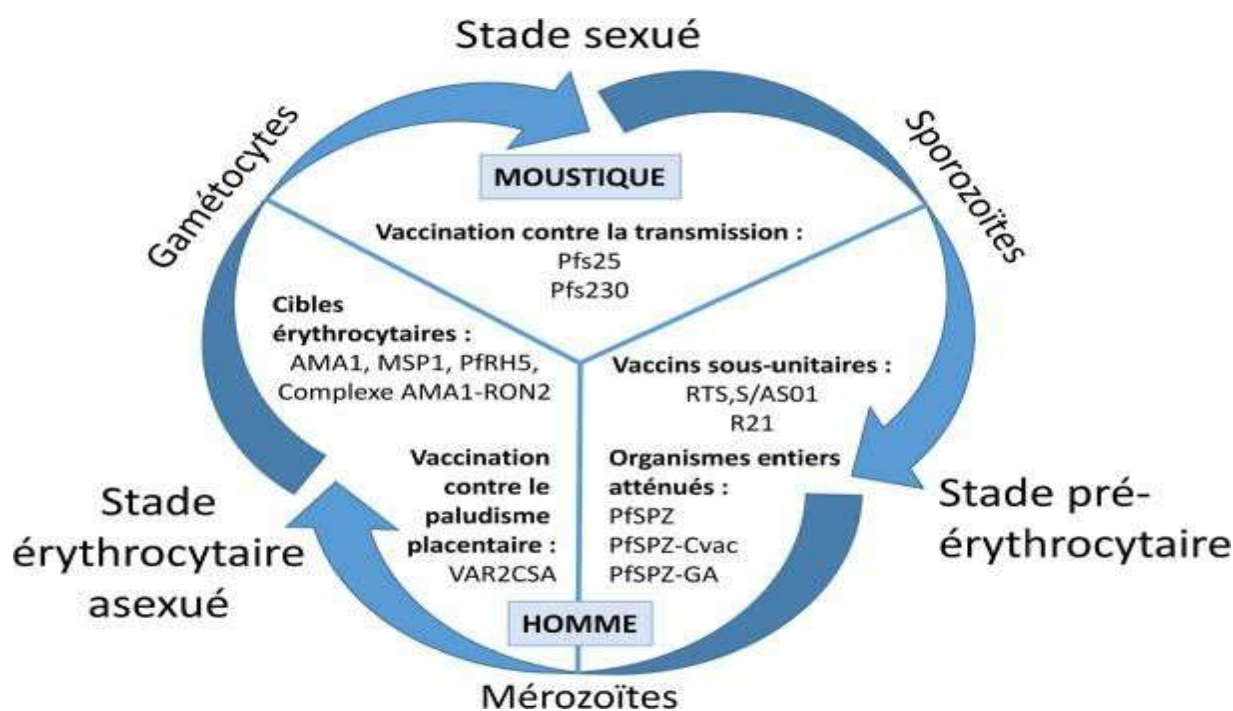 Stade sexué
Gamétocytes
Sporozoïtes
MOUSTIQUE
Vaccination contre la transmission :
Pfs25
Pfs230
Cibles
érythrocytaires :
AMA1, MSP1, PfRH5,
Complexe AMA1-RON2
Vaccins sous-unitaires :
RTS,S/AS01
R21
Vaccination
contre le
paludisme
placentaire :
VAR2CSA
Organismes entiers
atténués :
PfSPZ
PfSPZ-Cvac
PfSPZ-GA
Stade
érythrocytaire
asexué
Stade pré-
érythrocytaire
HOMME
Mérozoïtes